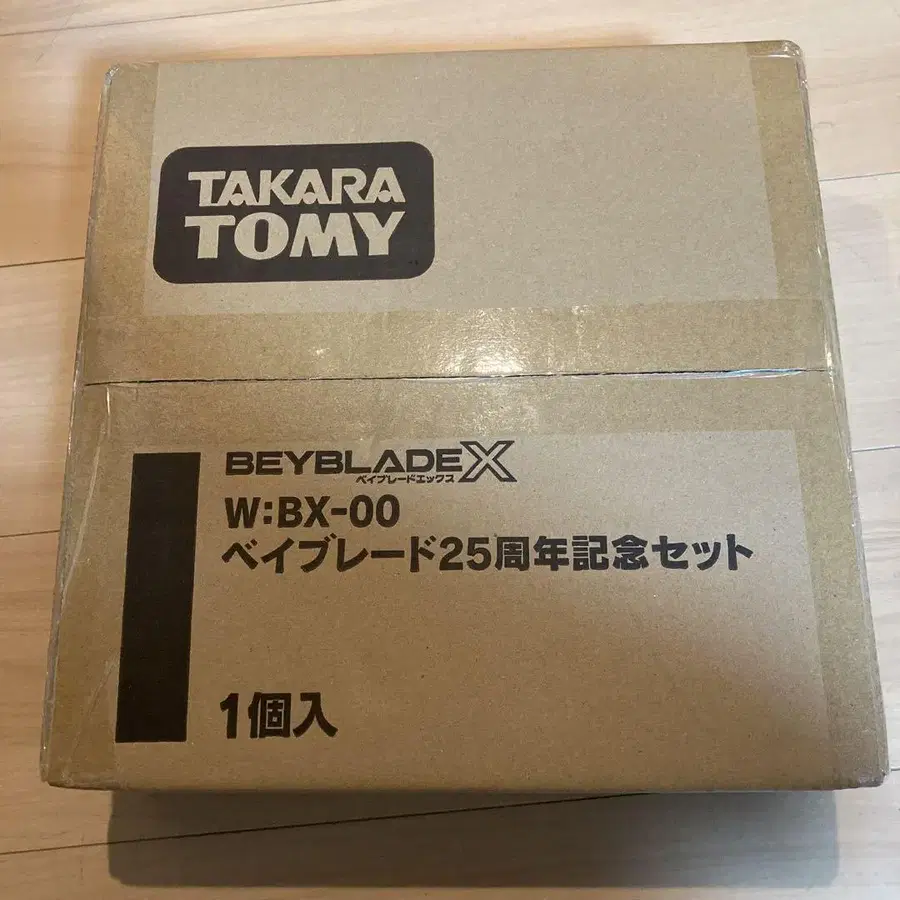 TAKARA
TOMY
BEYBLADE X
ベイブレードエックス
W:BX-00
ベイブレード25周年記念セット
1個入